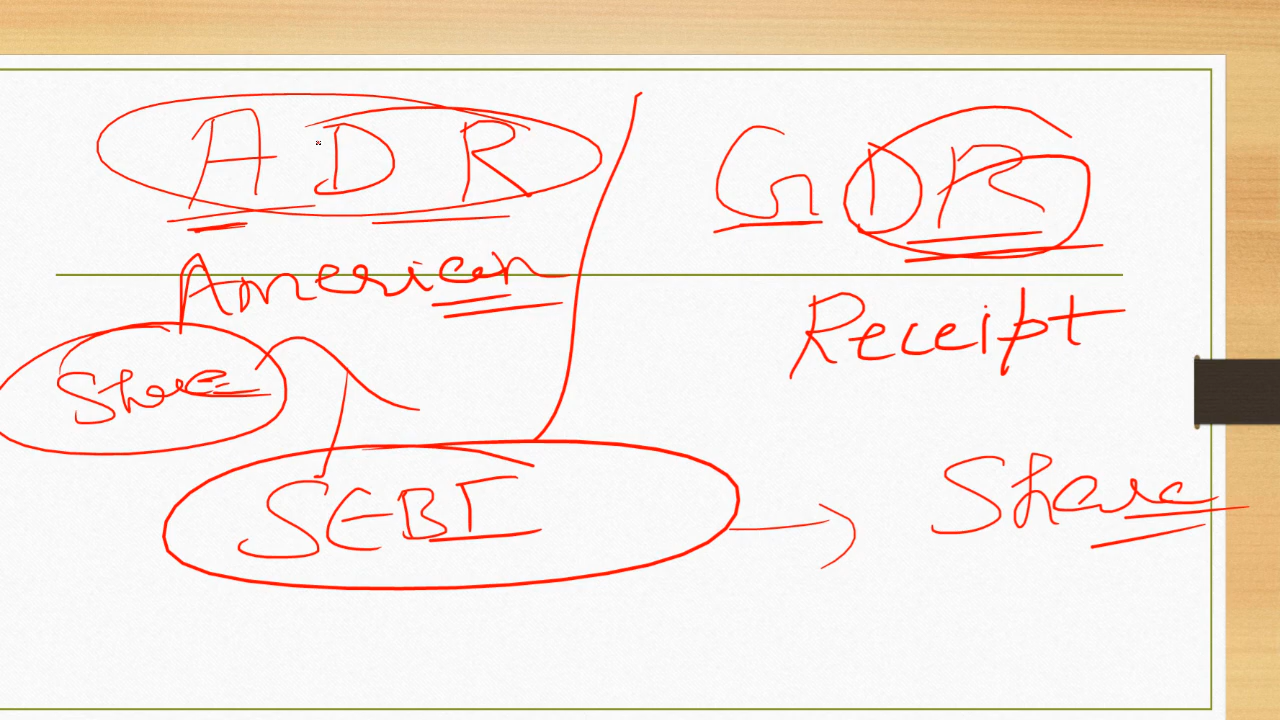 ADR
GDR
American
Receipt
Share
SEBI
Share